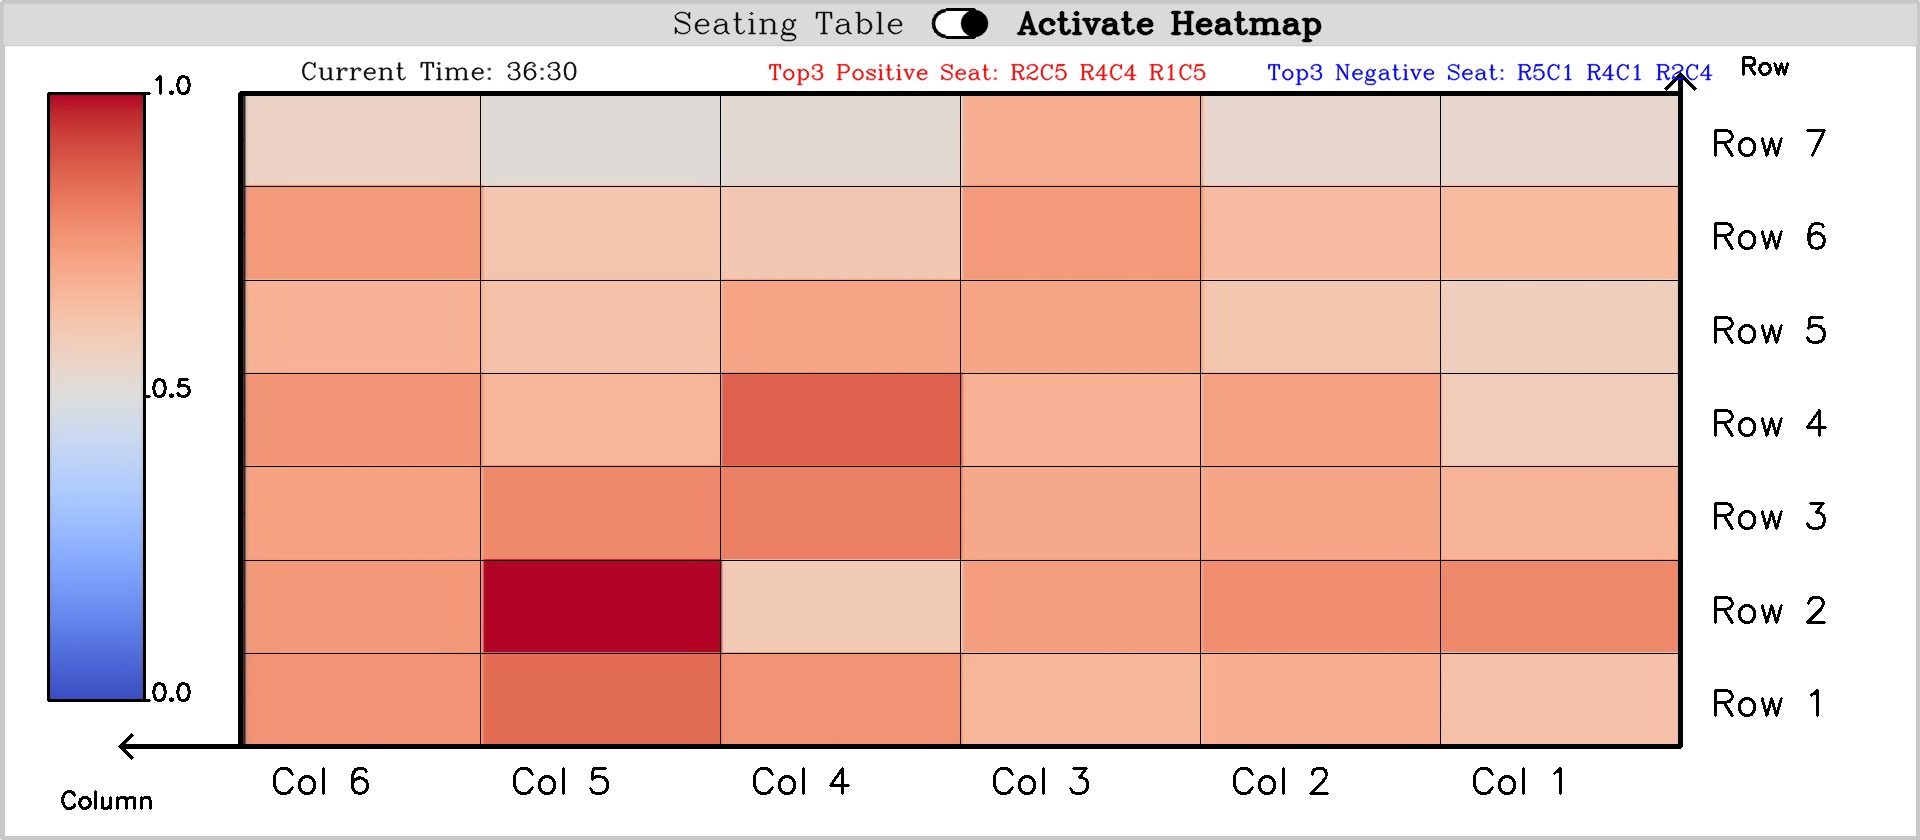 Seating Table Activate Heatmap
Current Time: 36:30 Top3 Positive Seat: R2C5 R4C4 R1C5 Top3 Negative Seat: R5C1 R4C1 R2C4 Row
1.0
Row 7
Row 6
Row 5
0.5
Row 4
Row 3
Row 2
0.0
Row 1
Col 6 Col 5 Col 4 Col 3 Col 2 Col 1
Column